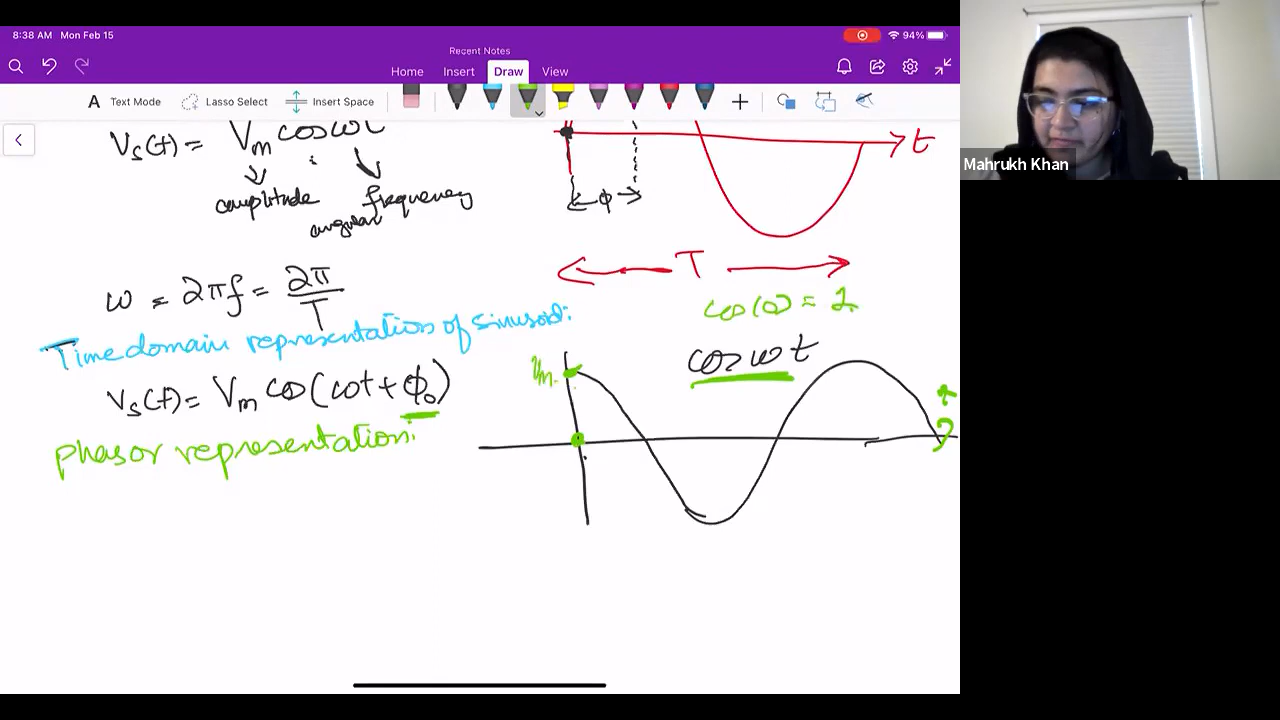 8:38 AM Mon Feb 15
94%
Recent Notes
Home Insert Draw View
A Text Mode Lasso Select Insert Space
Vs(t) = Vm cos ωt
amplitude
angular frequency
t
ϕ
T
ω = 2πf = 2π/T
cos(0) = 1
Time domain representation of sinusoid:
cos ωt
Vm
Vs(t) = Vm cos(ωt + ϕ₀)
phasor representation:
Mahrukh Khan